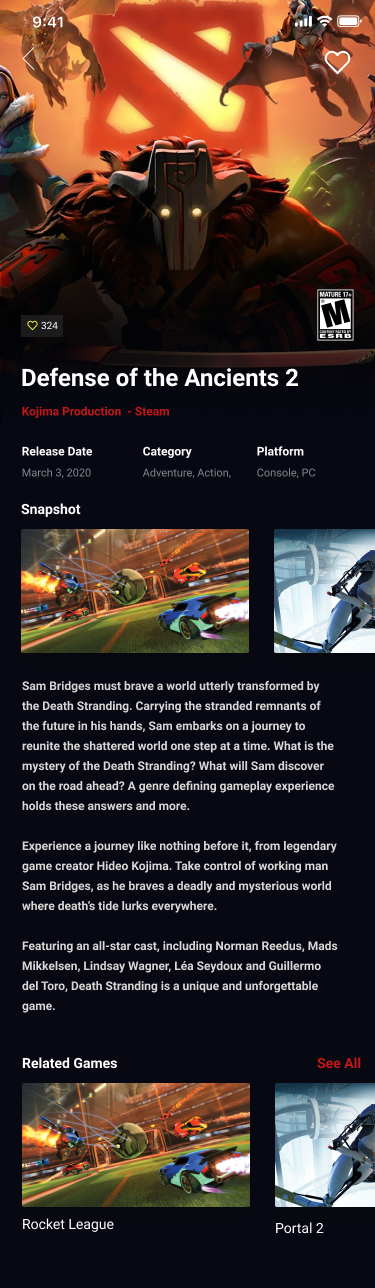 9:41
MATURE 17+
M
CONTENT RATED BY
ESRB
324
Defense of the Ancients 2
Kojima Production - Steam
Release Date
Category
Platform
March 3, 2020
Adventure, Action,
Console, PC
Snapshot
Sam Bridges must brave a world utterly transformed by
the Death Stranding. Carrying the stranded remnants of
the future in his hands, Sam embarks on a journey to
reunite the shattered world one step at a time. What is the
mystery of the Death Stranding? What will Sam discover
on the road ahead? A genre defining gameplay experience
holds these answers and more.
Experience a journey like nothing before it, from legendary
game creator Hideo Kojima. Take control of working man
Sam Bridges, as he braves a deadly and mysterious world
where death's tide lurks everywhere.
Featuring an all-star cast, including Norman Reedus, Mads
Mikkelsen, Lindsay Wagner, Léa Seydoux and Guillermo
del Toro, Death Stranding is a unique and unforgettable
game.
Related Games
See All
Rocket League
Portal 2